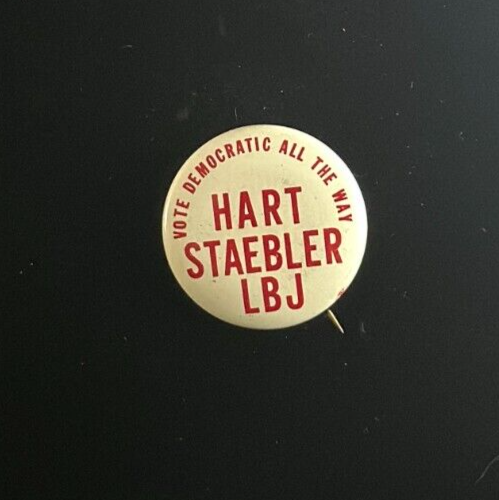 VOTE DEMOCRATIC ALL THE WAY
HART
STAEBLER
LBJ